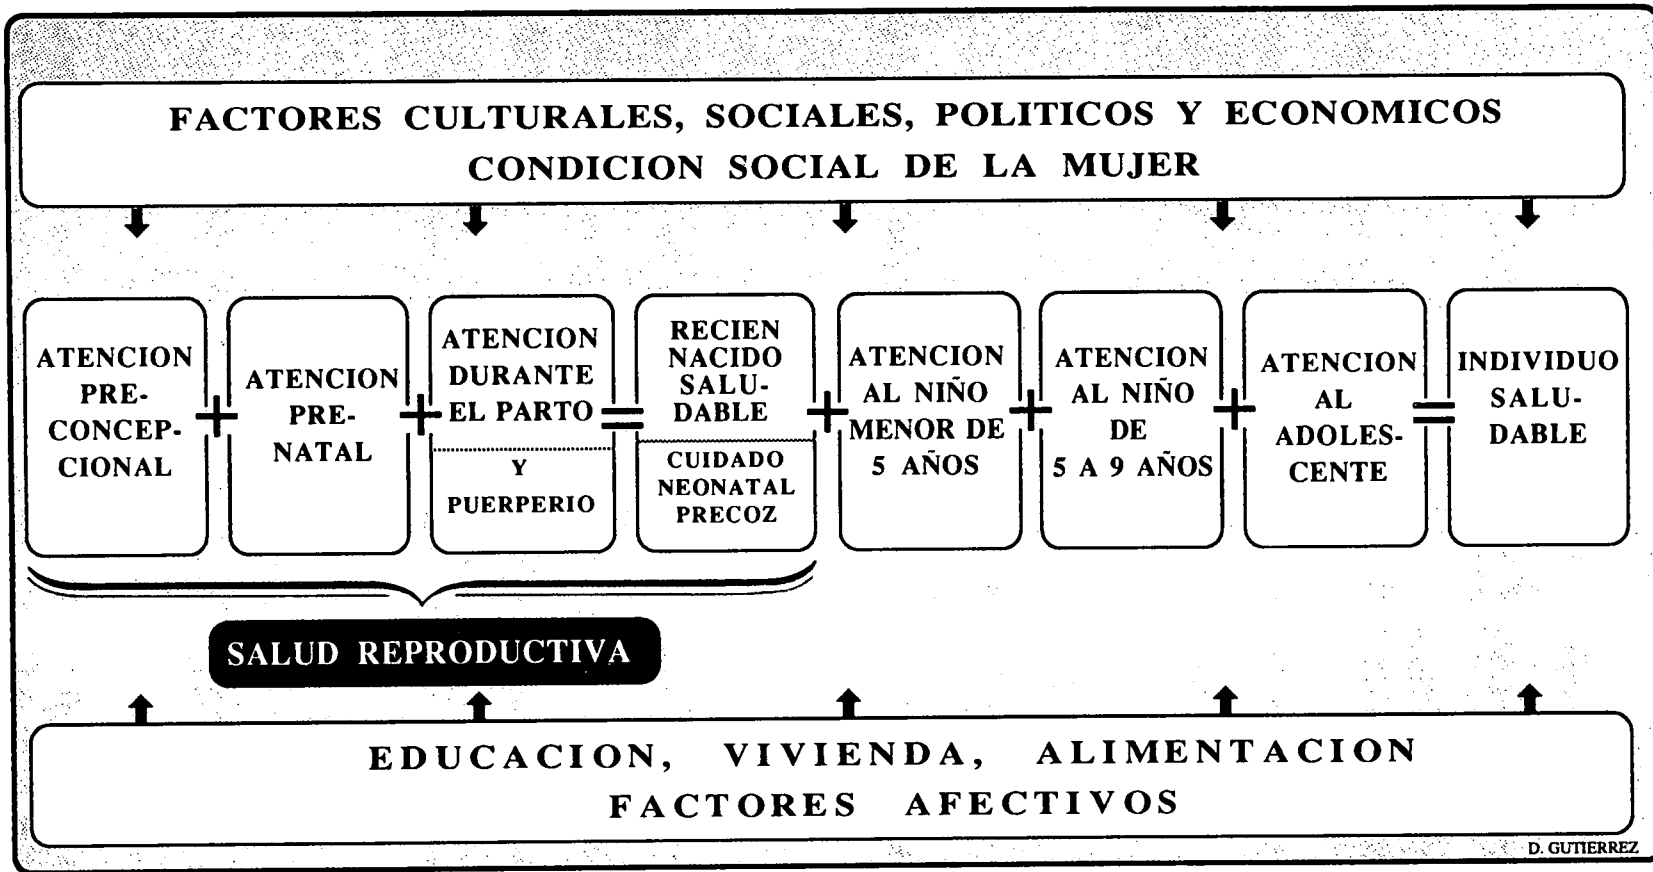 FACTORES CULTURALES, SOCIALES, POLITICOS Y ECONOMICOS
CONDICION SOCIAL DE LA MUJER
ATENCION
PRE-
CONCEP-
CIONAL
+
ATENCION
PRE-
NATAL
+
ATENCION
DURANTE
EL PARTO
Y
PUERPERIO
=
RECIEN
NACIDO
SALU-
DABLE
CUIDADO
NEONATAL
PRECOZ
+
ATENCION
AL NIÑO
MENOR DE
5 AÑOS
+
ATENCION
AL NIÑO
DE
5 A 9 AÑOS
+
ATENCION
AL
ADOLES-
CENTE
=
INDIVIDUO
SALU-
DABLE
SALUD REPRODUCTIVA
EDUCACION, VIVIENDA, ALIMENTACION
FACTORES AFECTIVOS
D. GUTIERREZ